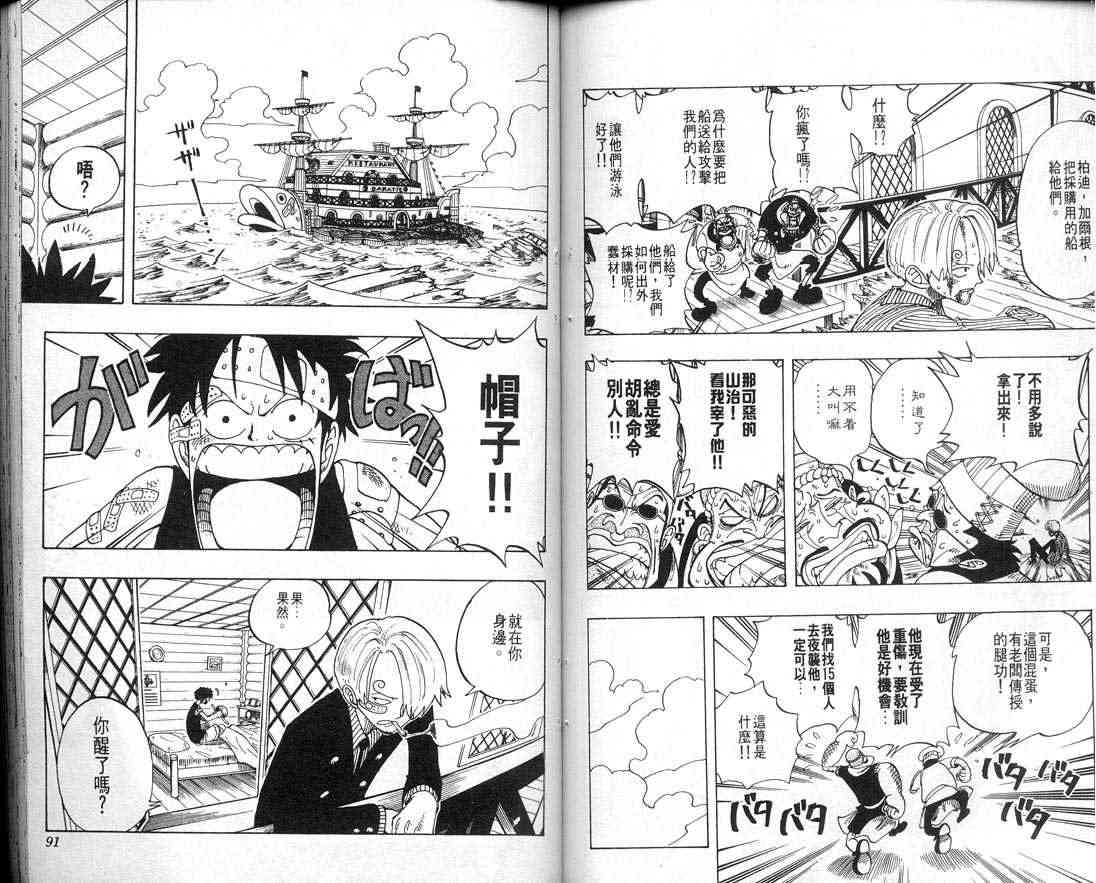 柏迪，加爾根，
把採購用的船
給他們。
什麼!?
你瘋了嗎!?
爲什麼要把
船送給攻擊
我們的人!?
讓他們游泳
好了!!
船給了
他們，我們
如何出外
採購呢!?
蠢材！
不用多說
了！
拿出來！
知道了
……
用不着
大叫嘛
……
那可惡的
山治！
看我宰了他!!
總是愛
胡亂命令
別人!!
バタ
可是，
這個混蛋，
有老闆傳授
的腿功！
他現在受了
重傷，要教訓
他是好機會…
我們找15個人
去夜襲他，
一定可以…
這算是
什麼!!
バタ
バタ
バタ
バタ
ザザ
RESTAURANT
BARATIE
唔？
帽子!!
がばっ!!
就在你
身邊。
果…
果然。
你醒了嗎？
91